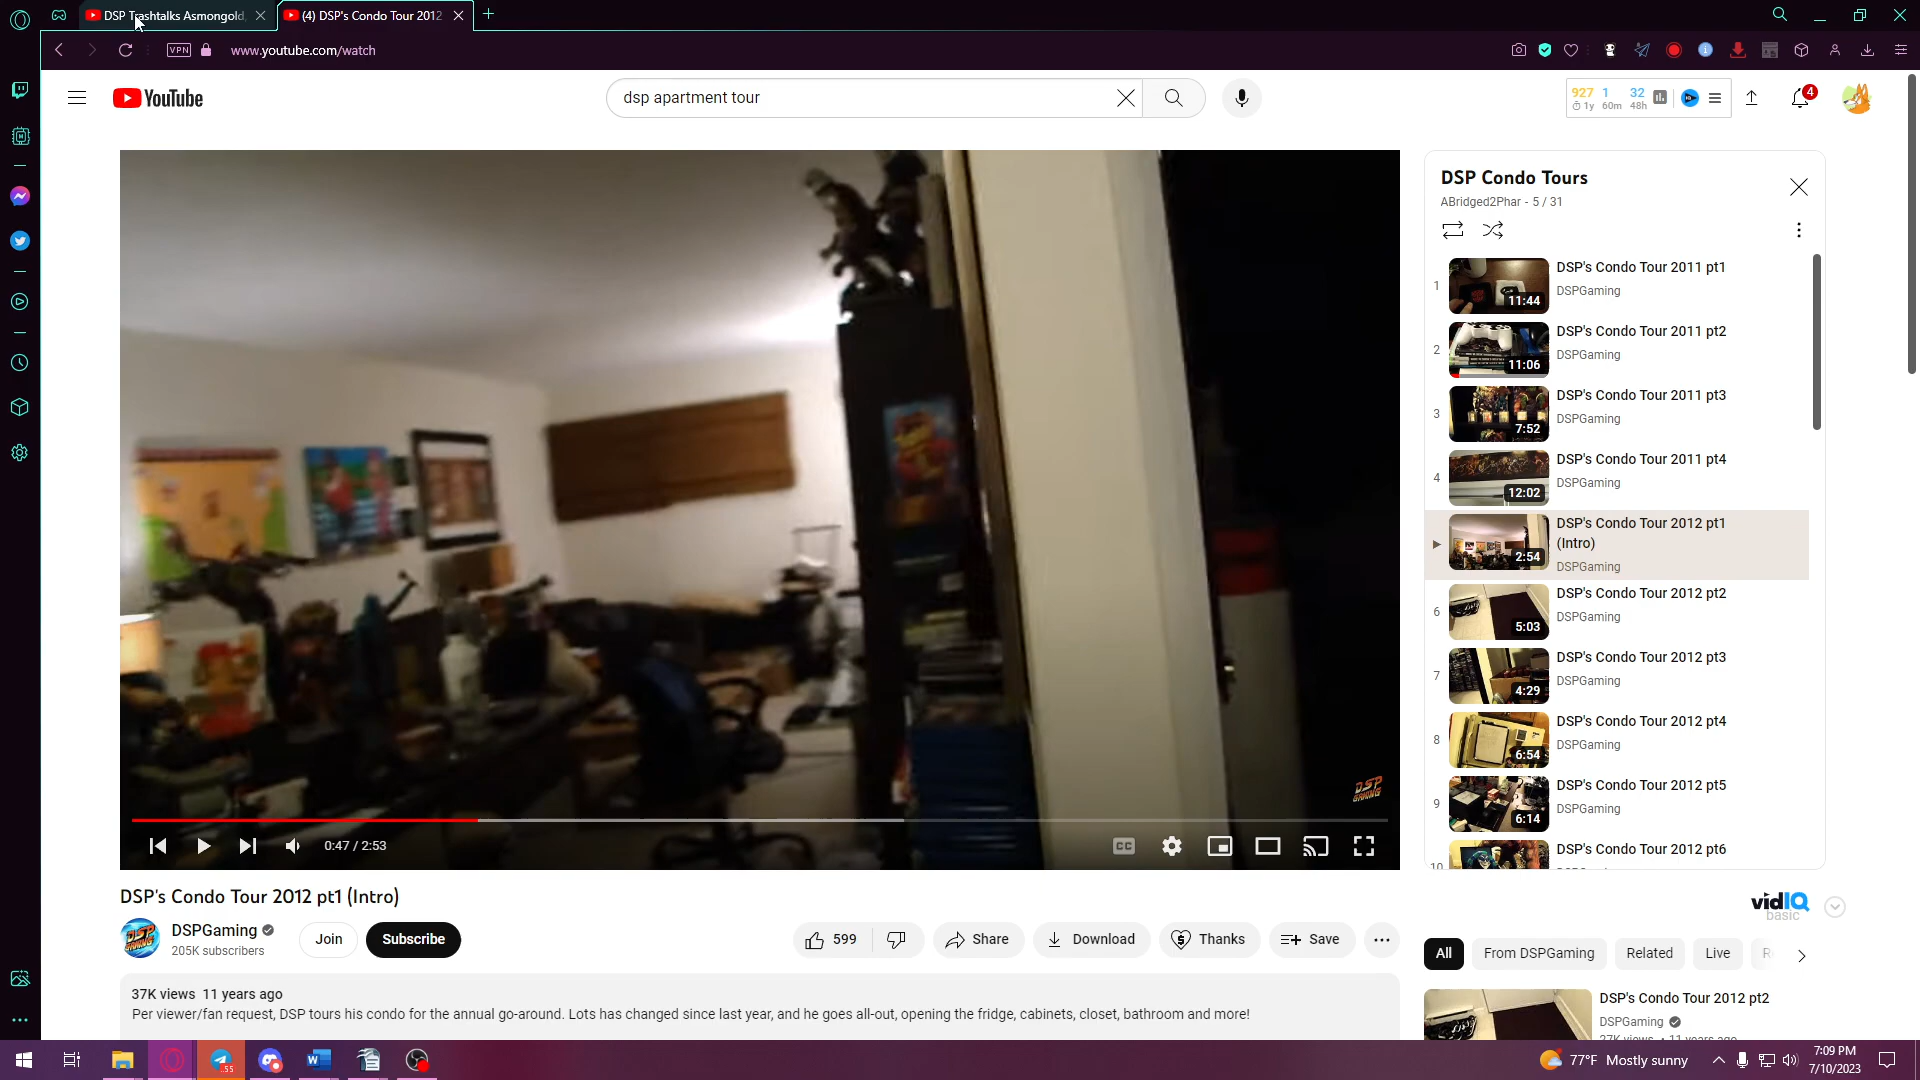 DSP Trashtalks Asmongold,
(4) DSP's Condo Tour 2012
VPN
www.youtube.com/watch
YouTube
dsp apartment tour
927 1 32
1y 60m 48h
4
DSP Condo Tours
ABridged2Phar - 5 / 31
1
11:44
DSP's Condo Tour 2011 pt1
DSPGaming
2
11:06
DSP's Condo Tour 2011 pt2
DSPGaming
3
7:52
DSP's Condo Tour 2011 pt3
DSPGaming
4
12:02
DSP's Condo Tour 2011 pt4
DSPGaming
2:54
DSP's Condo Tour 2012 pt1
(Intro)
DSPGaming
6
5:03
DSP's Condo Tour 2012 pt2
DSPGaming
7
4:29
DSP's Condo Tour 2012 pt3
DSPGaming
8
6:54
DSP's Condo Tour 2012 pt4
DSPGaming
9
6:14
DSP's Condo Tour 2012 pt5
DSPGaming
10
DSP's Condo Tour 2012 pt6
DSP GAMING
0:47 / 2:53
CC
DSP's Condo Tour 2012 pt1 (Intro)
DSPGaming
205K subscribers
Join
Subscribe
599
Share
Download
Thanks
Save
37K views 11 years ago
Per viewer/fan request, DSP tours his condo for the annual go-around. Lots has changed since last year, and he goes all-out, opening the fridge, cabinets, closet, bathroom and more!
vidIQ
basic
All
From DSPGaming
Related
Live
DSP's Condo Tour 2012 pt2
DSPGaming
27K views • 11 years ago
77°F Mostly sunny
7:09 PM
7/10/2023